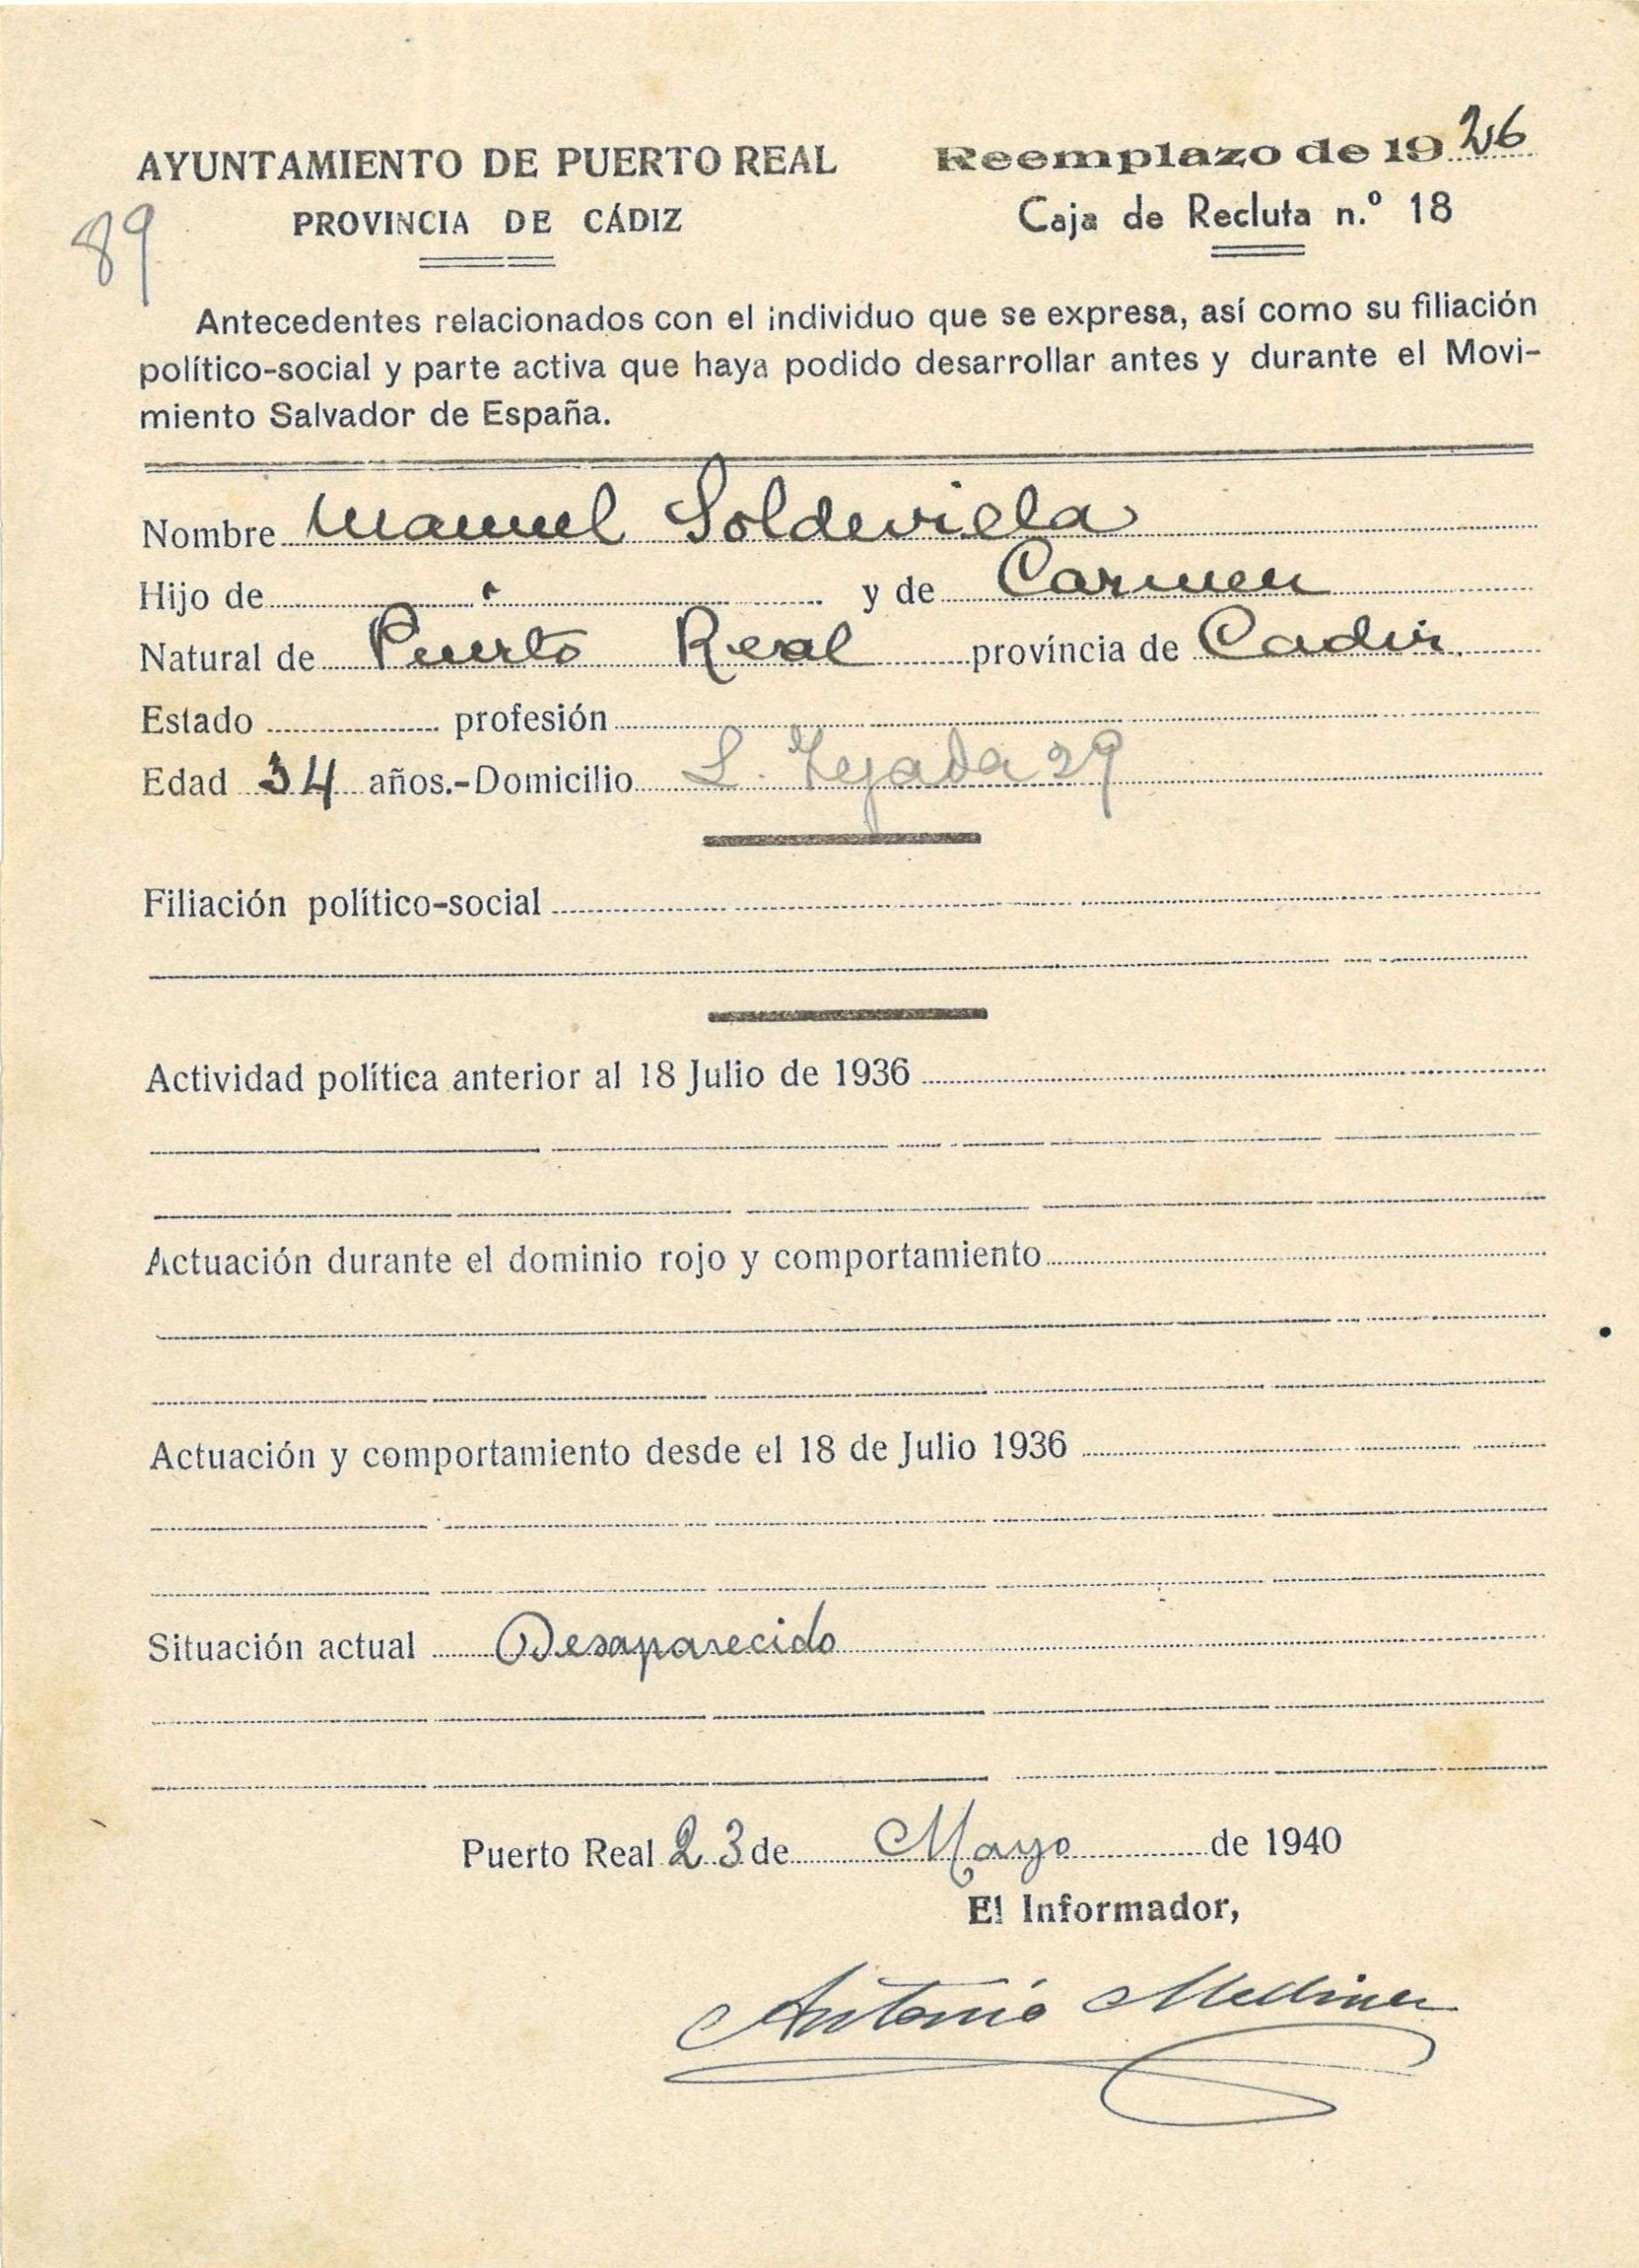 AYUNTAMIENTO DE PUERTO REAL
PROVINCIA DE CÁDIZ
Reemplazo de 1926
Caja de Recluta n.º 18
89
Antecedentes relacionados con el individuo que se expresa, así como su filiación
político-social y parte activa que haya podido desarrollar antes y durante el Movi-
miento Salvador de España.
Nombre Manuel Soldevilla
Hijo de y de Carmen
Natural de Puerto Real provincia de Cadiz.
Estado profesión
Edad 34 años.-Domicilio L. Tejada 29
Filiación político-social
Actividad política anterior al 18 Julio de 1936
Actuación durante el dominio rojo y comportamiento
Actuación y comportamiento desde el 18 de Julio 1936
Situación actual Desaparecido
Puerto Real 23 de Mayo de 1940
El Informador,
Antonio